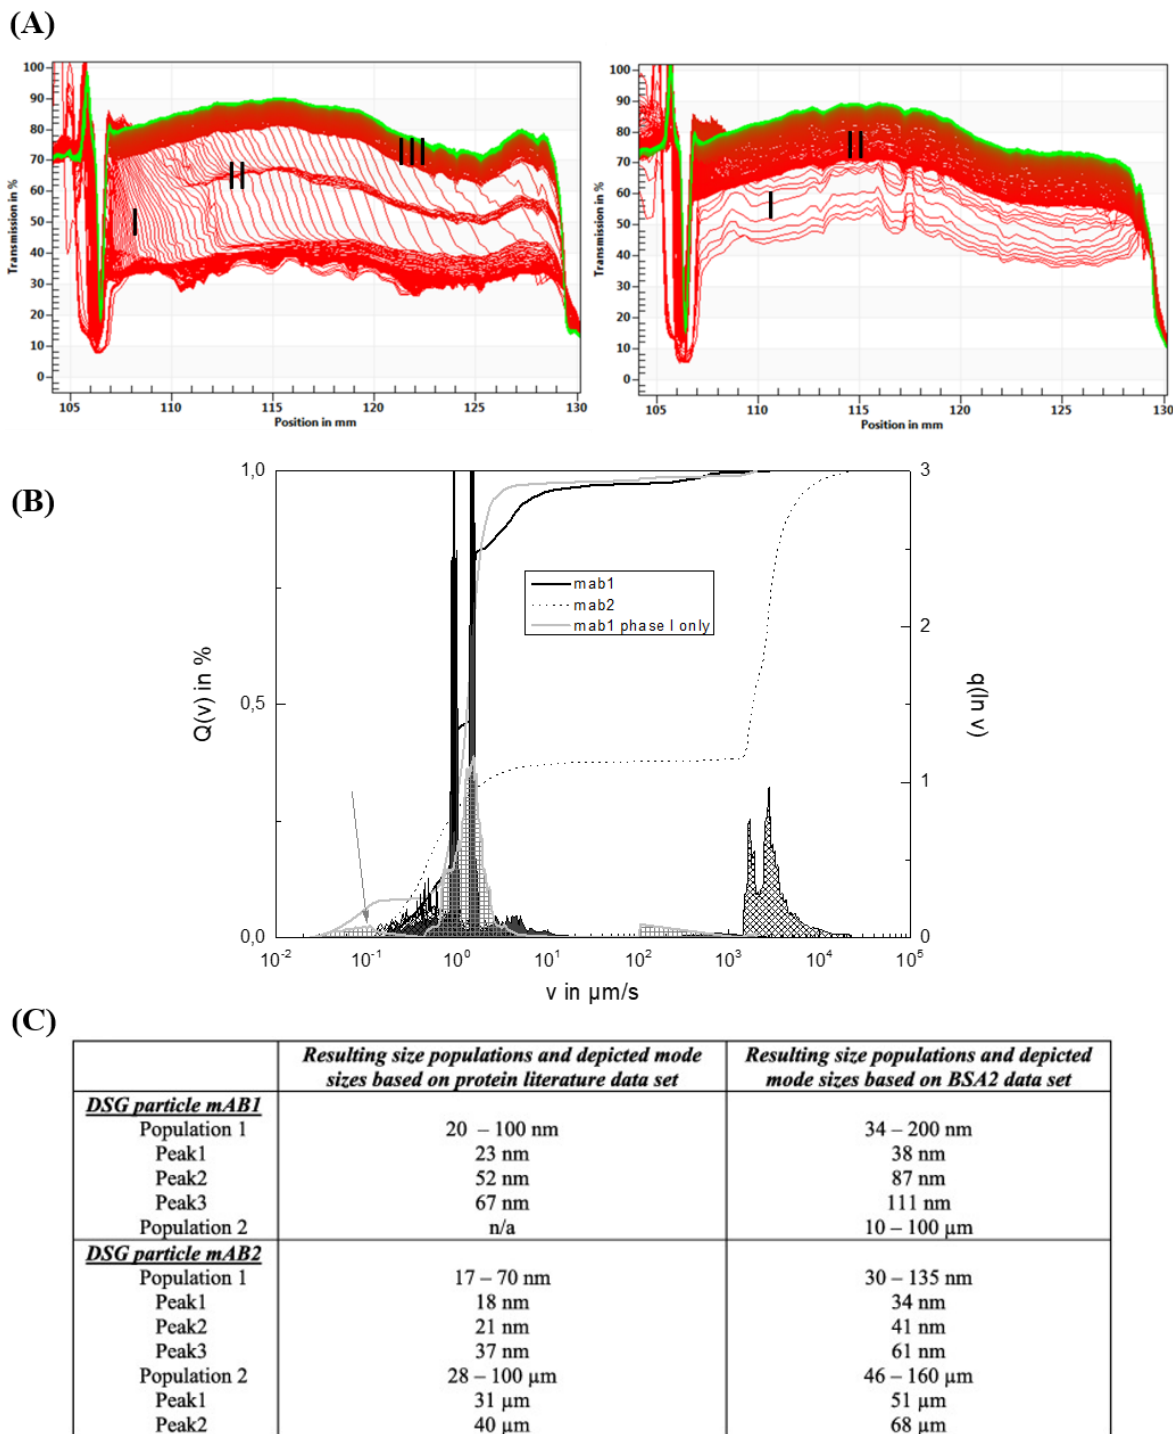 (A)
100
90
80
70
60
50
40
30
20
10
0
Transmission in %
I
II
III
105
110
115
120
125
130
Position in mm
100
90
80
70
60
50
40
30
20
10
0
Transmission in %
I
II
105
110
115
120
125
130
Position in mm
(B)
1,0
0,5
0,0
Q(v) in %
3
2
1
0
q(ln v)
mab1
mab2
mab1 phase I only
10-2
10-1
100
101
102
103
104
105
v in µm/s
(C)
Resulting size populations and depicted mode
sizes based on protein literature data set
Resulting size populations and depicted
mode sizes based on BSA2 data set
DSG particle mAB1
Population 1 20 – 100 nm 34 – 200 nm
Peak1 23 nm 38 nm
Peak2 52 nm 87 nm
Peak3 67 nm 111 nm
Population 2 n/a 10 – 100 µm
DSG particle mAB2
Population 1 17 – 70 nm 30 – 135 nm
Peak1 18 nm 34 nm
Peak2 21 nm 41 nm
Peak3 37 nm 61 nm
Population 2 28 – 100 µm 46 – 160 µm
Peak1 31 µm 51 µm
Peak2 40 µm 68 µm